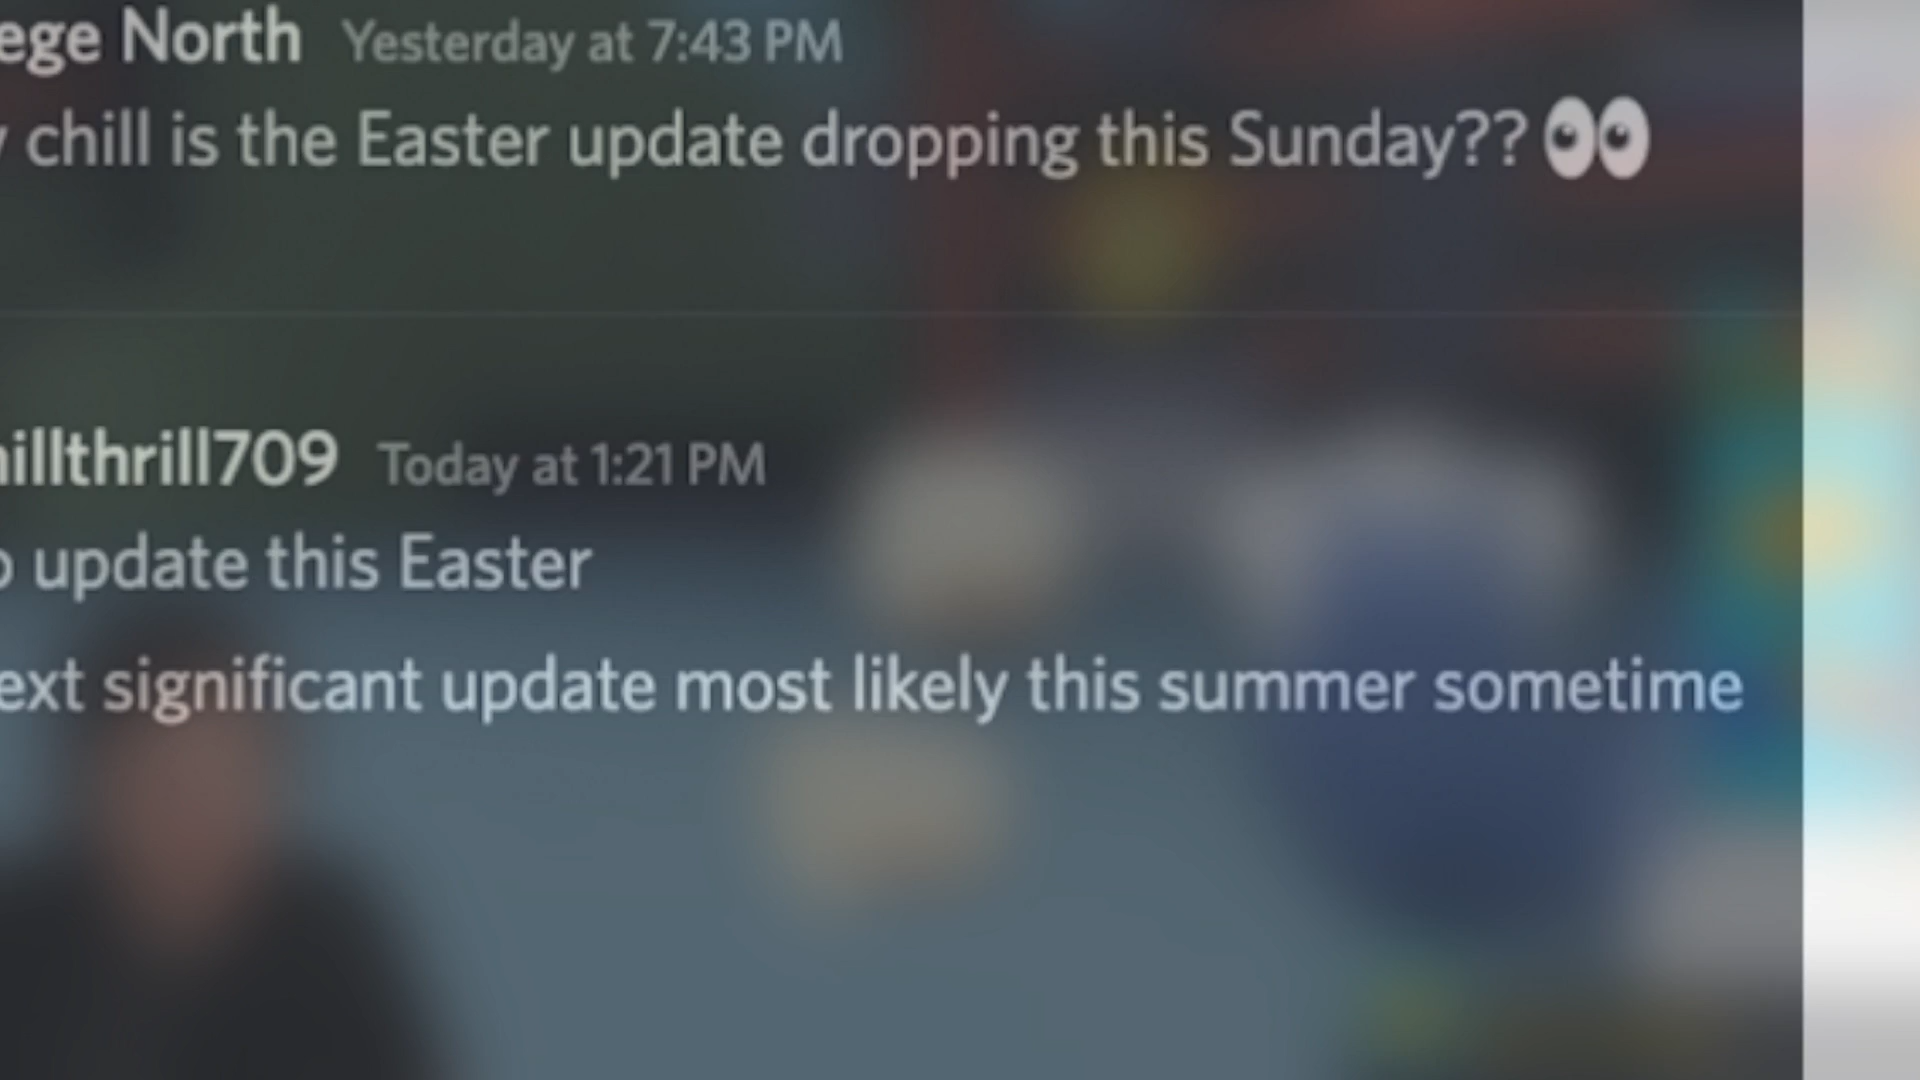 ege North Yesterday at 7:43 PM
chill is the Easter update dropping this Sunday?? 👀
illthrill709 Today at 1:21 PM
update this Easter
ext significant update most likely this summer sometime